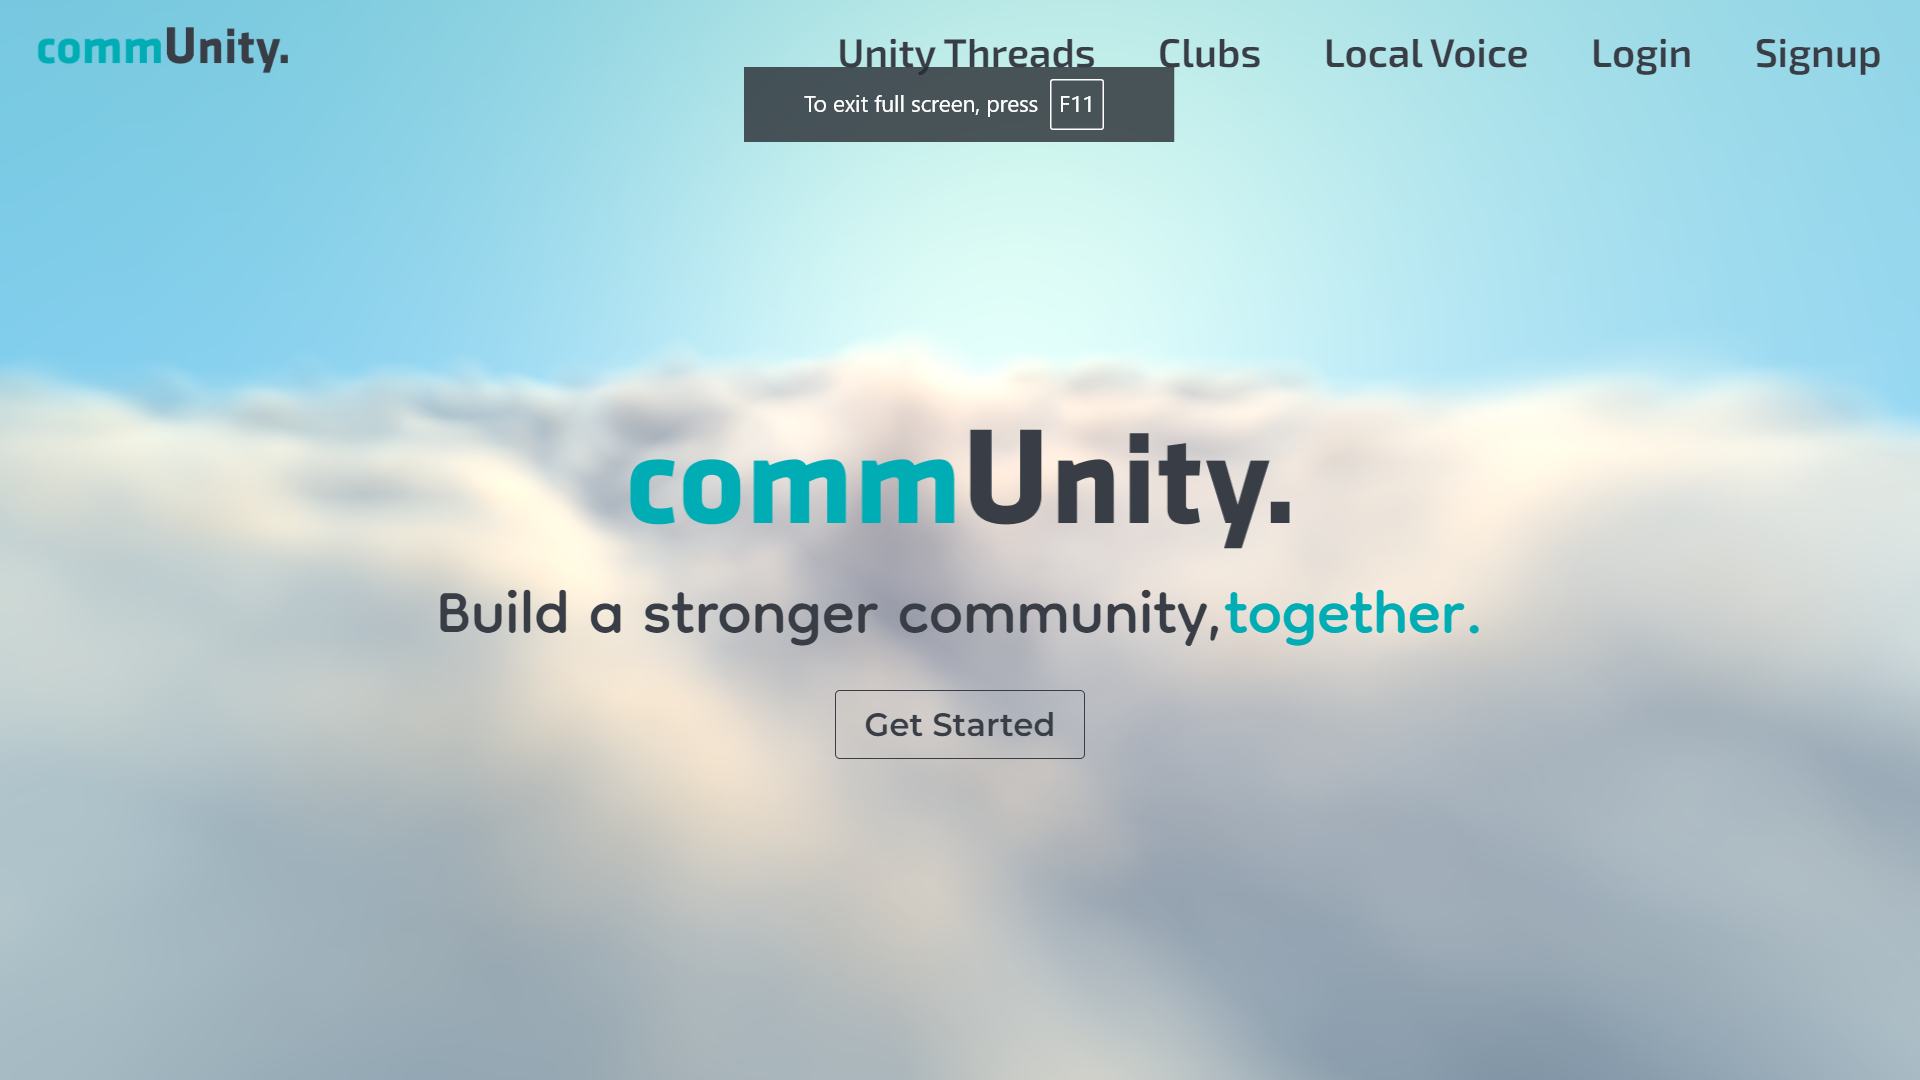 commUnity.
Unity Threads Clubs Local Voice Login Signup
To exit full screen, press F11
commUnity.
Build a stronger community,together.
Get Started